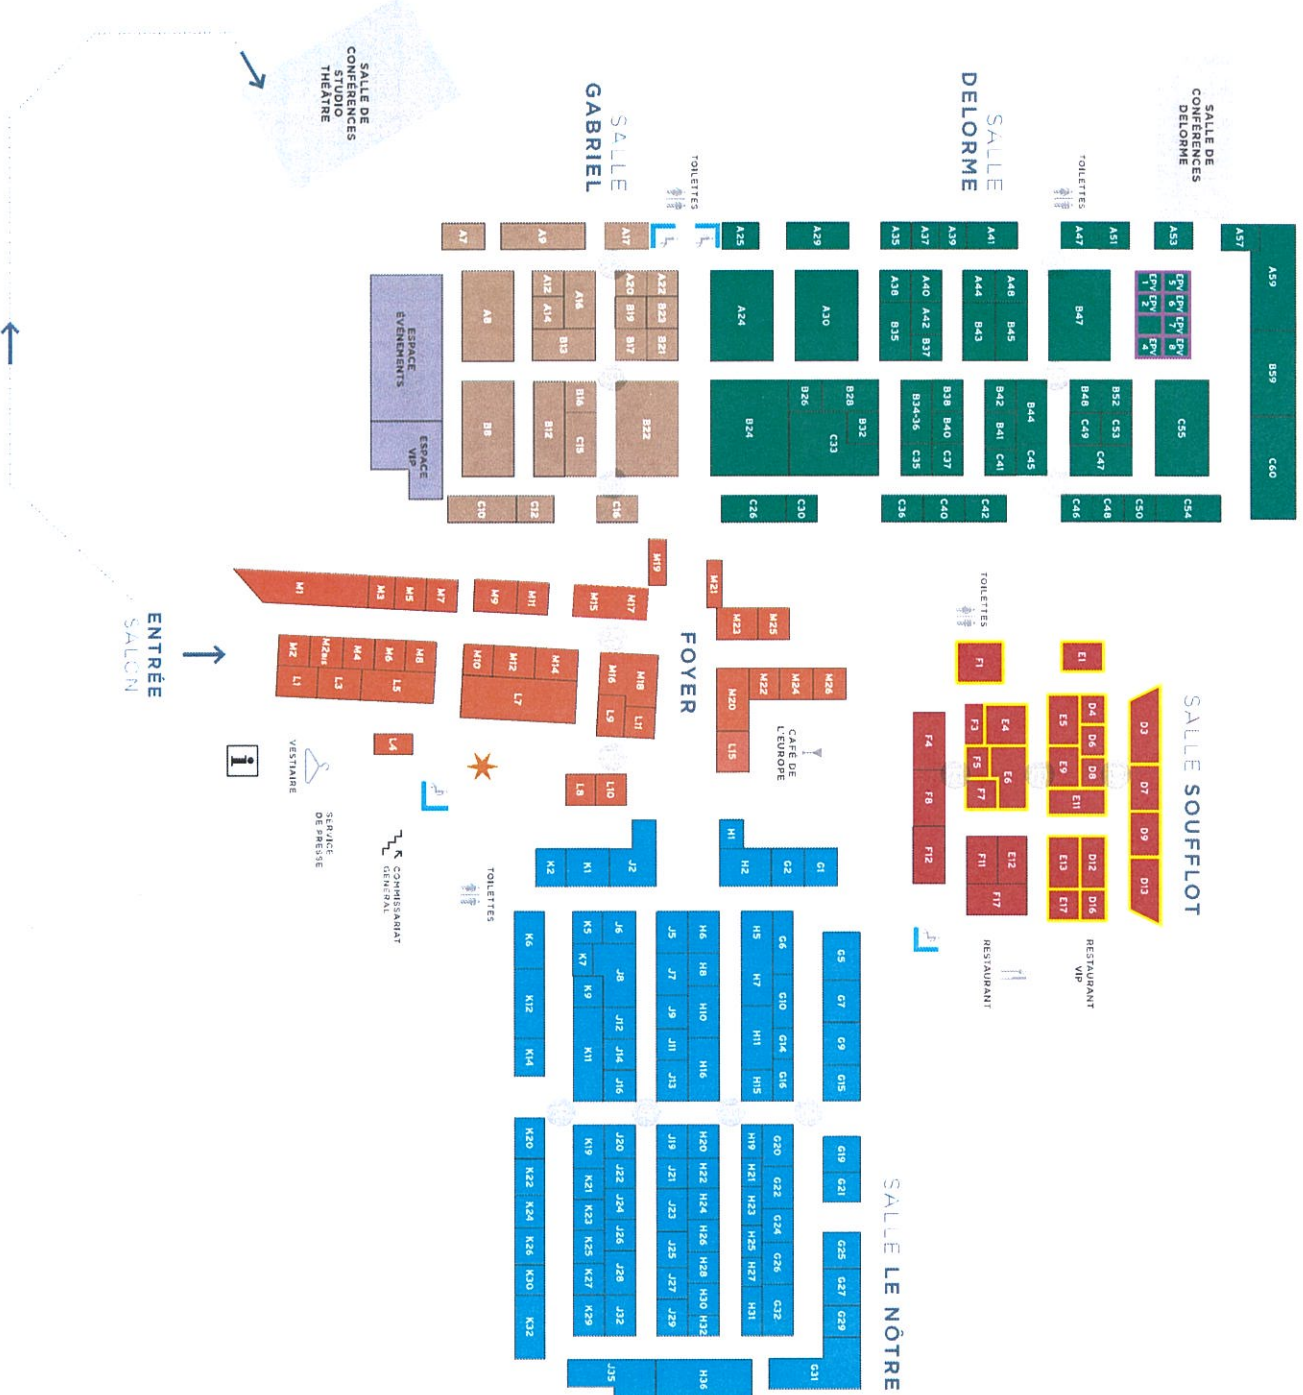 SALLE DE
CONFÉRENCES
STUDIO
THÉÂTRE
SALLE
GABRIEL
TOILETTES
SALLE
DELORME
TOILETTES
SALLE DE
CONFÉRENCES
DELORME
A7
A9
A17
A25
A29
A35
A37
A39
A41
A47
A51
A53
A57
A59
B59
C60
ESPACE
ÉVÉNEMENTS
ESPACE
VIP
A8
A12
A14
A16
B13
A20
B19
B17
A22
B23
B21
A24
A30
A38
B35
A40
A42
B37
A44
B43
A48
B45
B47
EPV
1
EPV
2
EPV
4
EPV
5
EPV
6
EPV
7
EPV
8
B8
B12
B16
C15
B22
B24
B26
B28
B32
C33
B34-36
C35
B38
B40
C37
B42
B41
C41
B44
C45
B48
C49
B52
C53
C47
C55
C10
C12
C16
C26
C30
C36
C40
C42
C46
C48
C50
C54
ENTRÉE
SALON
M1
M3
M5
M7
M9
M11
M15
M17
M19
M21
M23
M25
M2
M2BIS
M4
M6
M8
L1
L3
L5
M10
M12
M14
L7
M16
M18
L9
L11
FOYER
M20
M22
M24
M26
L15
CAFÉ DE
L'EUROPE
L4
L8
L10
i
VESTIAIRE
SERVICE
DE PRESSE
COMMISSARIAT
GÉNÉRAL
TOILETTES
TOILETTES
SALLE SOUFFLOT
F1
E1
F4
F8
F12
F3
E4
F5
E6
F7
E5
D4
D6
E9
D8
E11
D3
D7
D9
D13
F11
E12
F17
E13
D12
E17
D16
RESTAURANT
RESTAURANT
VIP
K2
K1
J2
H1
H2
G2
G1
K6
K12
K14
K5
J6
K7
J8
K9
K11
J12
J14
J16
J5
J7
J9
J11
J13
H6
H8
H10
H16
H5
H7
H11
H15
G6
G10
G14
G16
G5
G7
G9
G15
K20
K22
K24
K26
K30
K32
K19
K21
K23
K25
K27
K29
J20
J22
J24
J26
J28
J32
J19
J21
J23
J25
J27
J29
H20
H22
H24
H26
H28
H30
H32
H19
H21
H23
H25
H27
H31
G20
G22
G24
G26
G32
G19
G21
G25
G27
G29
G31
J35
H36
SALLE LE NÔTRE